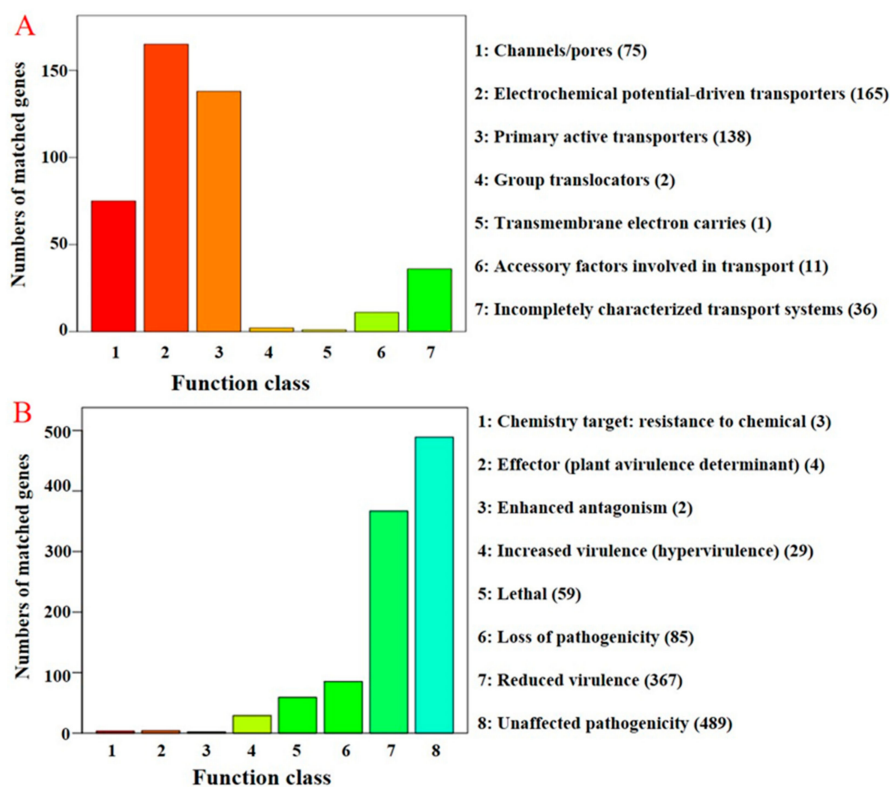 A
Numbers of matched genes
150
100
50
0
1 2 3 4 5 6 7
Function class
1: Channels/pores (75)
2: Electrochemical potential-driven transporters (165)
3: Primary active transporters (138)
4: Group translocators (2)
5: Transmembrane electron carries (1)
6: Accessory factors involved in transport (11)
7: Incompletely characterized transport systems (36)
B
Numbers of matched genes
500
400
300
200
100
0
1 2 3 4 5 6 7 8
Function class
1: Chemistry target: resistance to chemical (3)
2: Effector (plant avirulence determinant) (4)
3: Enhanced antagonism (2)
4: Increased virulence (hypervirulence) (29)
5: Lethal (59)
6: Loss of pathogenicity (85)
7: Reduced virulence (367)
8: Unaffected pathogenicity (489)